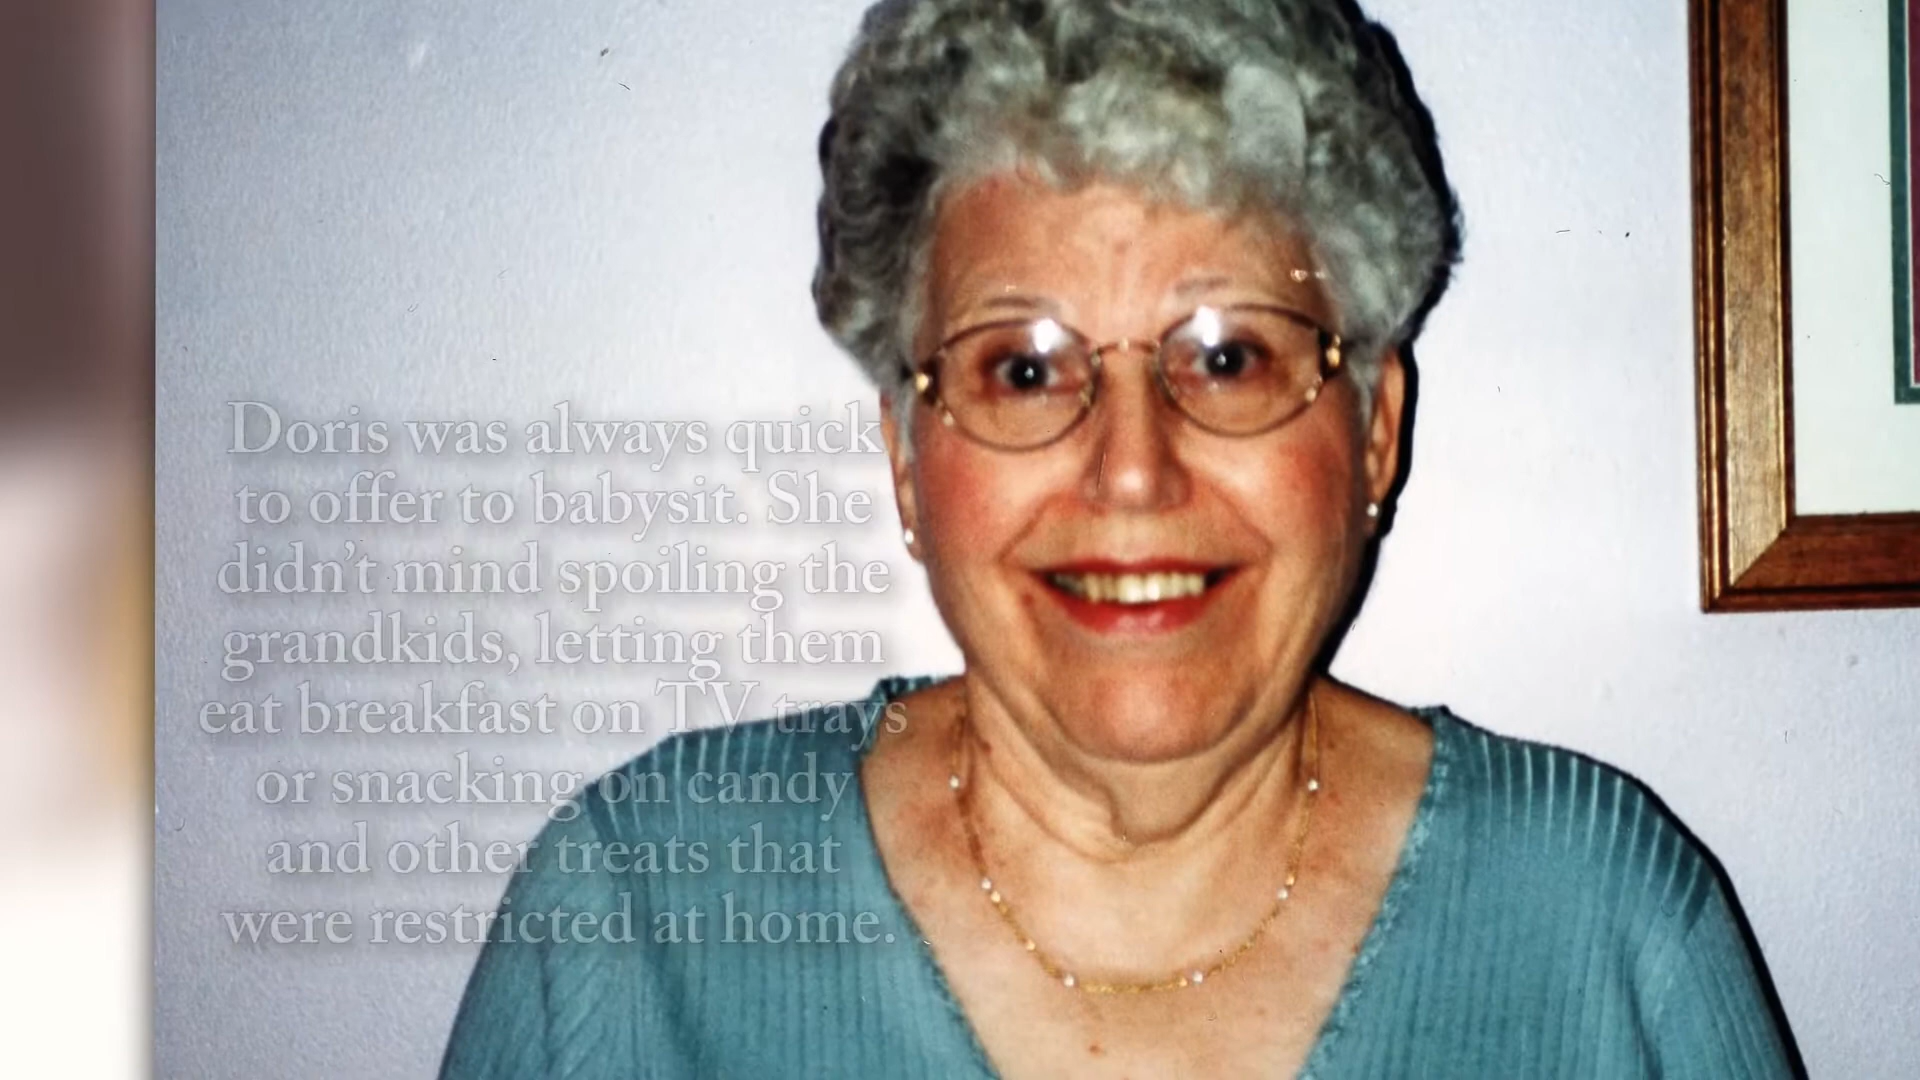 Doris was always quick
to offer to babysit. She
didn’t mind spoiling the
grandkids, letting them
eat breakfast on TV trays
or snacking on candy
and other treats that
were restricted at home.